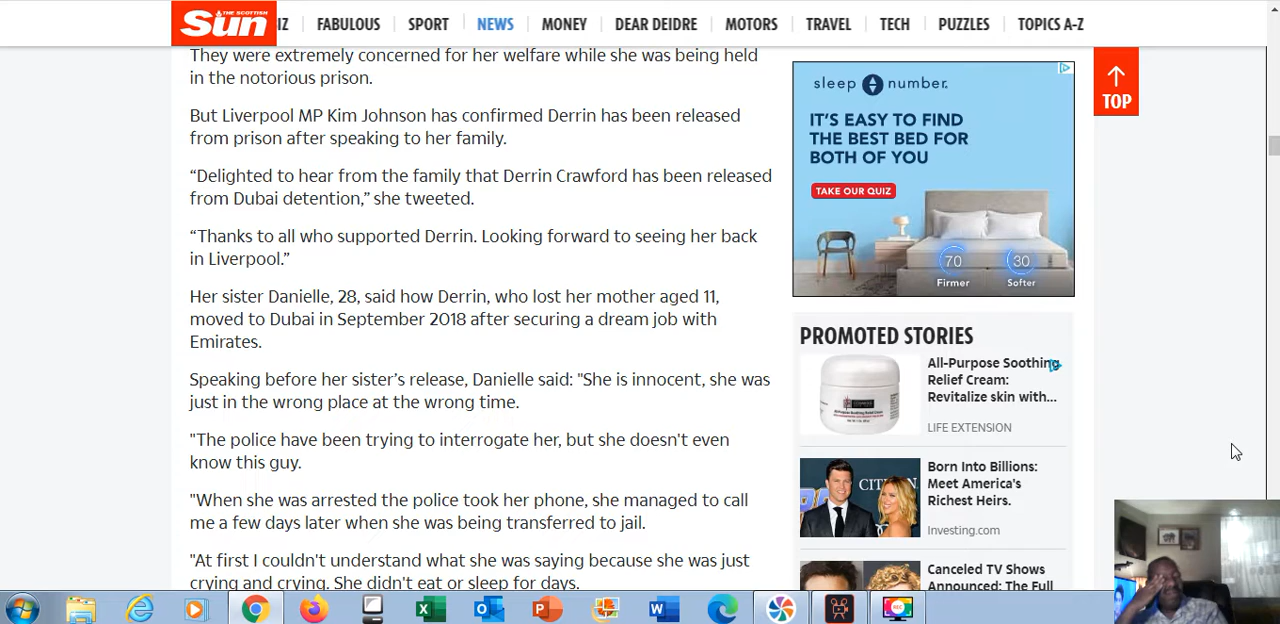 THE SCOTTISH
Sun
IZ
FABULOUS
SPORT
NEWS
MONEY
DEAR DEIDRE
MOTORS
TRAVEL
TECH
PUZZLES
TOPICS A-Z
They were extremely concerned for her welfare while she was being held
in the notorious prison.
But Liverpool MP Kim Johnson has confirmed Derrin has been released
from prison after speaking to her family.
“Delighted to hear from the family that Derrin Crawford has been released
from Dubai detention,” she tweeted.
“Thanks to all who supported Derrin. Looking forward to seeing her back
in Liverpool.”
Her sister Danielle, 28, said how Derrin, who lost her mother aged 11,
moved to Dubai in September 2018 after securing a dream job with
Emirates.
Speaking before her sister’s release, Danielle said: "She is innocent, she was
just in the wrong place at the wrong time.
"The police have been trying to interrogate her, but she doesn't even
know this guy.
"When she was arrested the police took her phone, she managed to call
me a few days later when she was being transferred to jail.
"At first I couldn't understand what she was saying because she was just
crying and crying. She didn't eat or sleep for days.
sleep number.
IT'S EASY TO FIND
THE BEST BED FOR
BOTH OF YOU
TAKE OUR QUIZ
70
Firmer
30
Softer
TOP
PROMOTED STORIES
All-Purpose Soothing
Relief Cream:
Revitalize skin with...
LIFE EXTENSION
Born Into Billions:
Meet America's
Richest Heirs.
Investing.com
Canceled TV Shows
Announced: The Full
REC